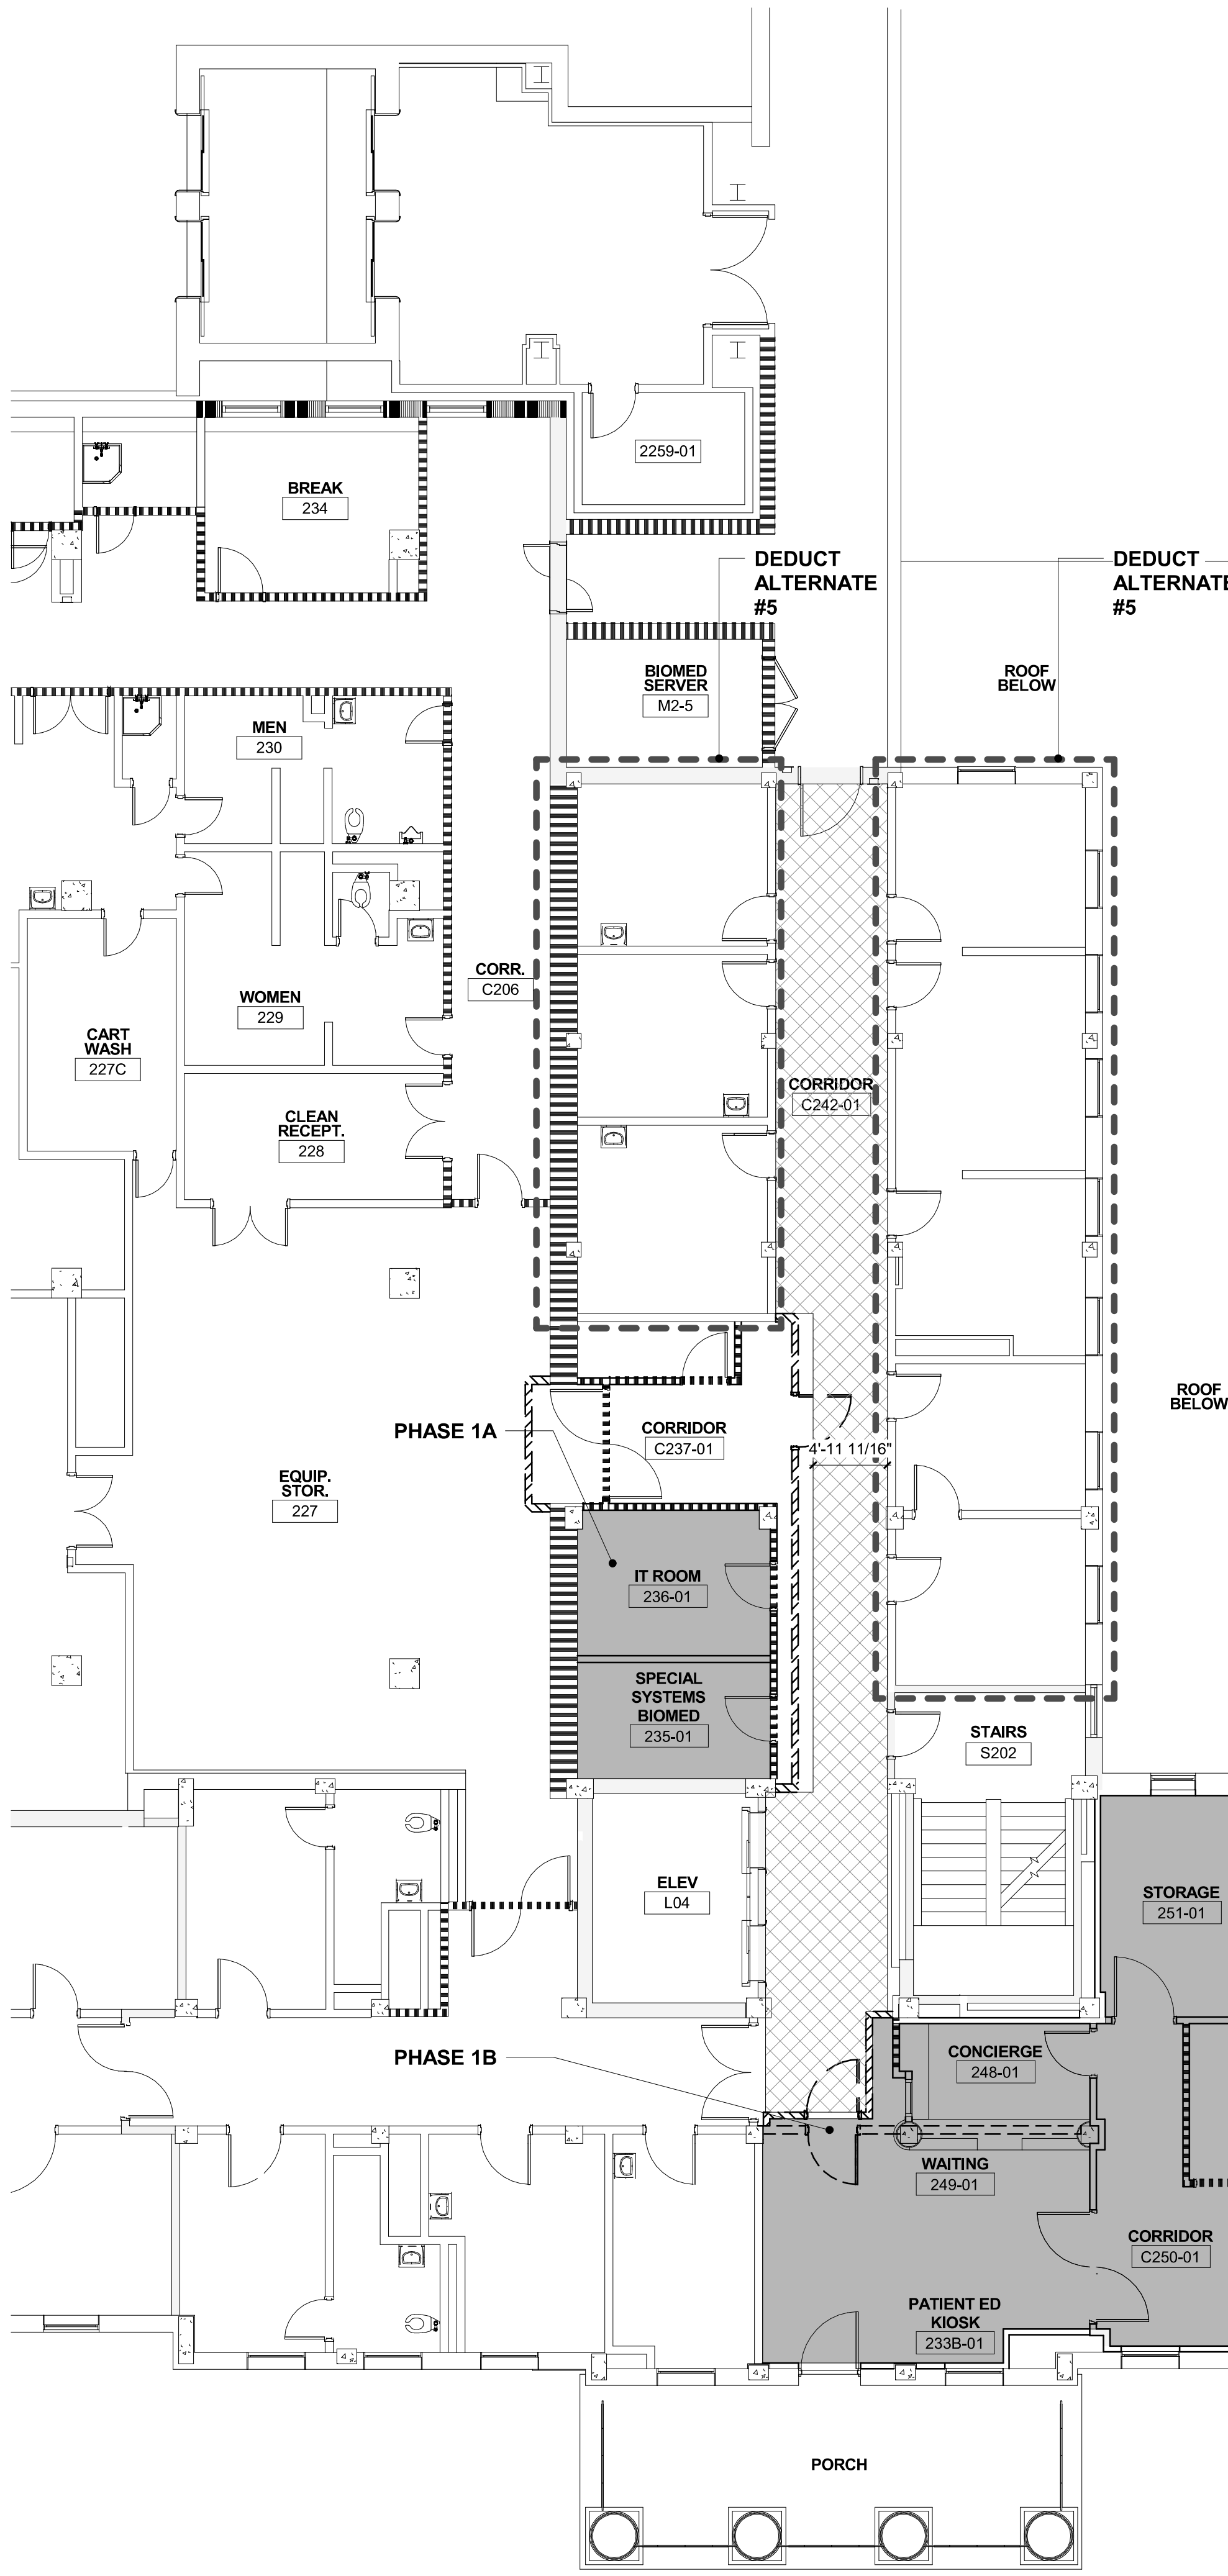 2259-01
BREAK
234
DEDUCT
ALTERNATE
#5
DEDUCT
ALTERNATE
#5
BIOMED
SERVER
M2-5
ROOF
BELOW
MEN
230
CORR.
C206
WOMEN
229
CART
WASH
227C
CORRIDOR
C242-01
CLEAN
RECEPT.
228
ROOF
BELOW
PHASE 1A
CORRIDOR
C237-01
4'-11 11/16"
EQUIP.
STOR.
227
IT ROOM
236-01
SPECIAL
SYSTEMS
BIOMED
235-01
STAIRS
S202
ELEV
L04
STORAGE
251-01
PHASE 1B
CONCIERGE
248-01
WAITING
249-01
CORRIDOR
C250-01
PATIENT ED
KIOSK
233B-01
PORCH